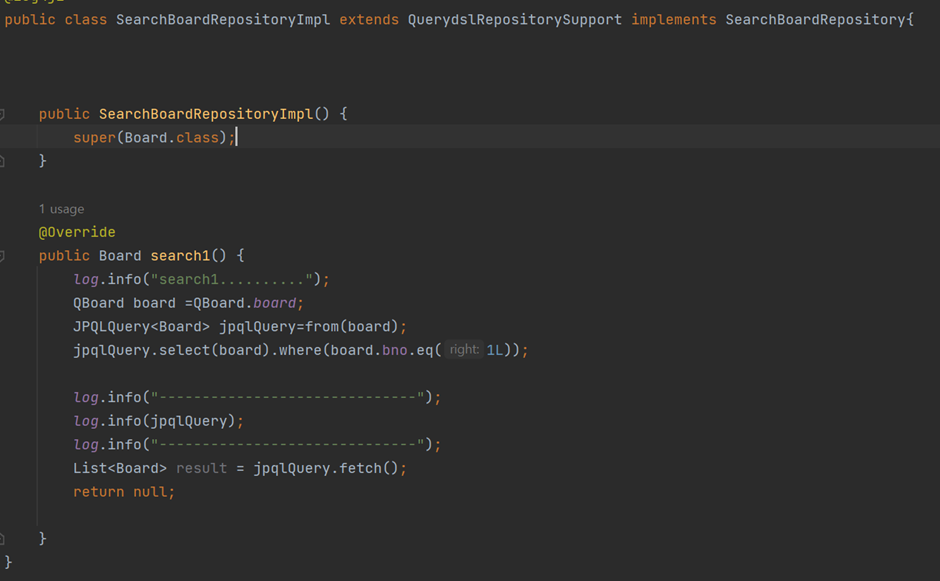 public class SearchBoardRepositoryImpl extends QuerydslRepositorySupport implements SearchBoardRepository{
public SearchBoardRepositoryImpl() {
super(Board.class);
}
1 usage
@Override
public Board search1() {
log.info("search1..........");
QBoard board =QBoard.board;
JPQLQuery<Board> jpqlQuery=from(board);
jpqlQuery.select(board).where(board.bno.eq( right: 1L));
log.info("------------------------------");
log.info(jpqlQuery);
log.info("------------------------------");
List<Board> result = jpqlQuery.fetch();
return null;
}
}